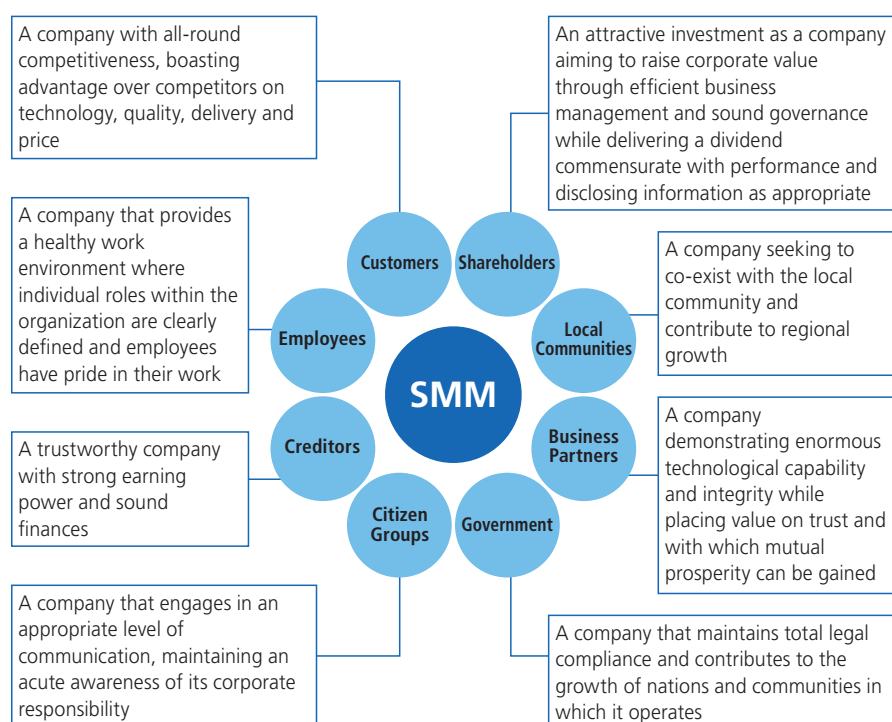 A company with all-round
competitiveness, boasting
advantage over competitors on
technology, quality, delivery and
price
An attractive investment as a company
aiming to raise corporate value
through efficient business
management and sound governance
while delivering a dividend
commensurate with performance and
disclosing information as appropriate
A company that provides
a healthy work
environment where
individual roles within the
organization are clearly
defined and employees
have pride in their work
Customers
Shareholders
A company seeking to
co-exist with the local
community and
contribute to regional
growth
Employees
Local
Communities
SMM
A trustworthy company
with strong earning
power and sound
finances
Creditors
Business
Partners
A company
demonstrating enormous
technological capability
and integrity while
placing value on trust and
with which mutual
prosperity can be gained
Citizen
Groups
Government
A company that engages in an
appropriate level of
communication, maintaining an
acute awareness of its corporate
responsibility
A company that maintains total legal
compliance and contributes to the
growth of nations and communities in
which it operates